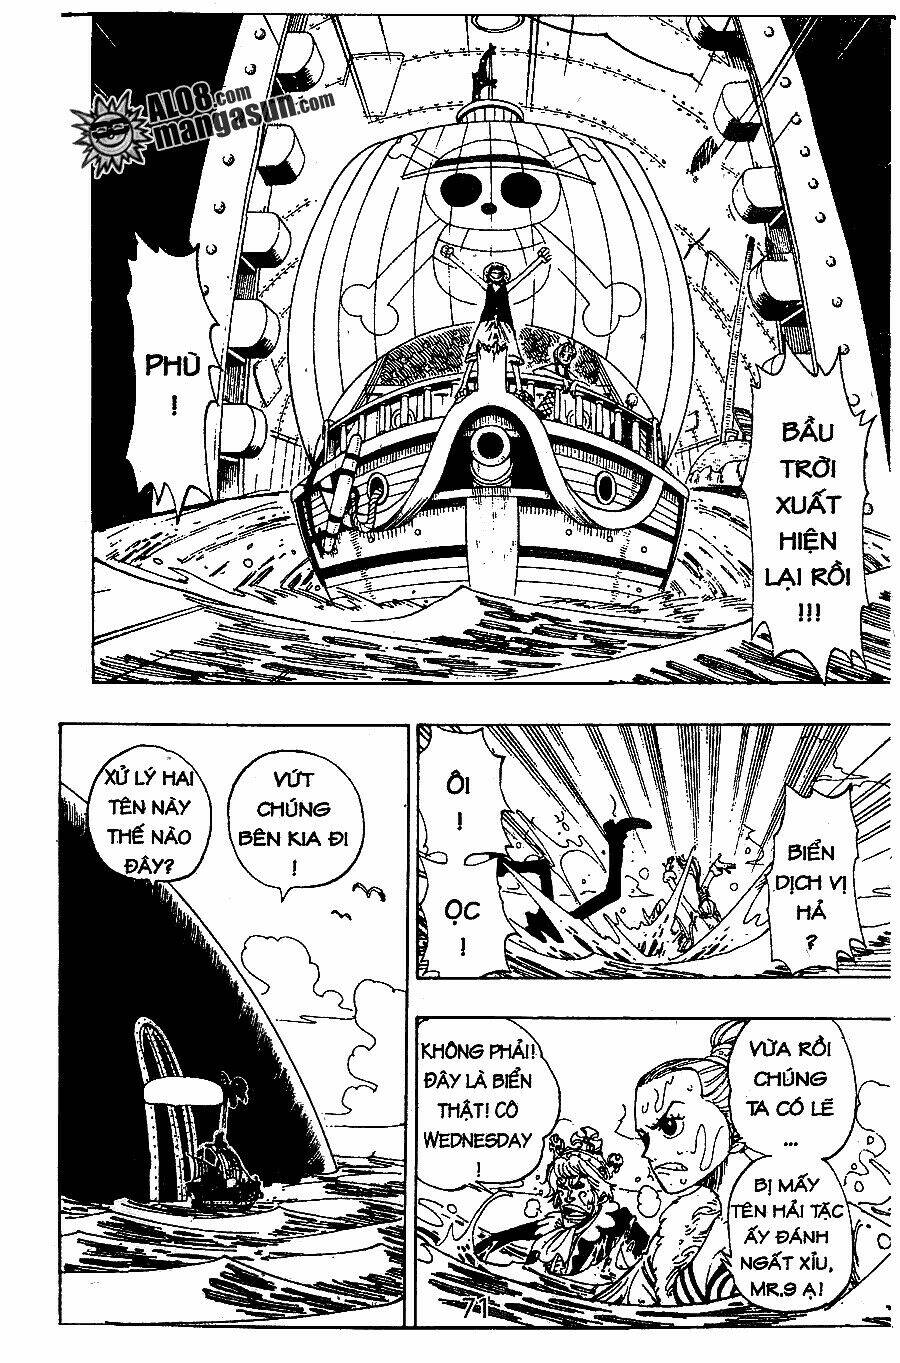 ALO8.com
mangasun.com
BẦU
TRỜI
XUẤT
HIỆN
LẠI RỒI
!!!
PHÙ
!
BIỂN
DỊCH VỊ
HẢ
?
ÔI
!
ỌC
!
VỨT
CHÚNG
BÊN KIA ĐI
!
XỬ LÝ HAI
TÊN NÀY
THẾ NÀO
ĐÂY?
VỪA RỒI
CHÚNG
TA CÓ LẼ
...
BỊ MẤY
TÊN HẢI TẶC
ẤY ĐÁNH
NGẤT XỈU,
MR.9 Ạ!
KHÔNG PHẢI!
ĐÂY LÀ BIỂN
THẬT! CÔ
WEDNESDAY
!
71